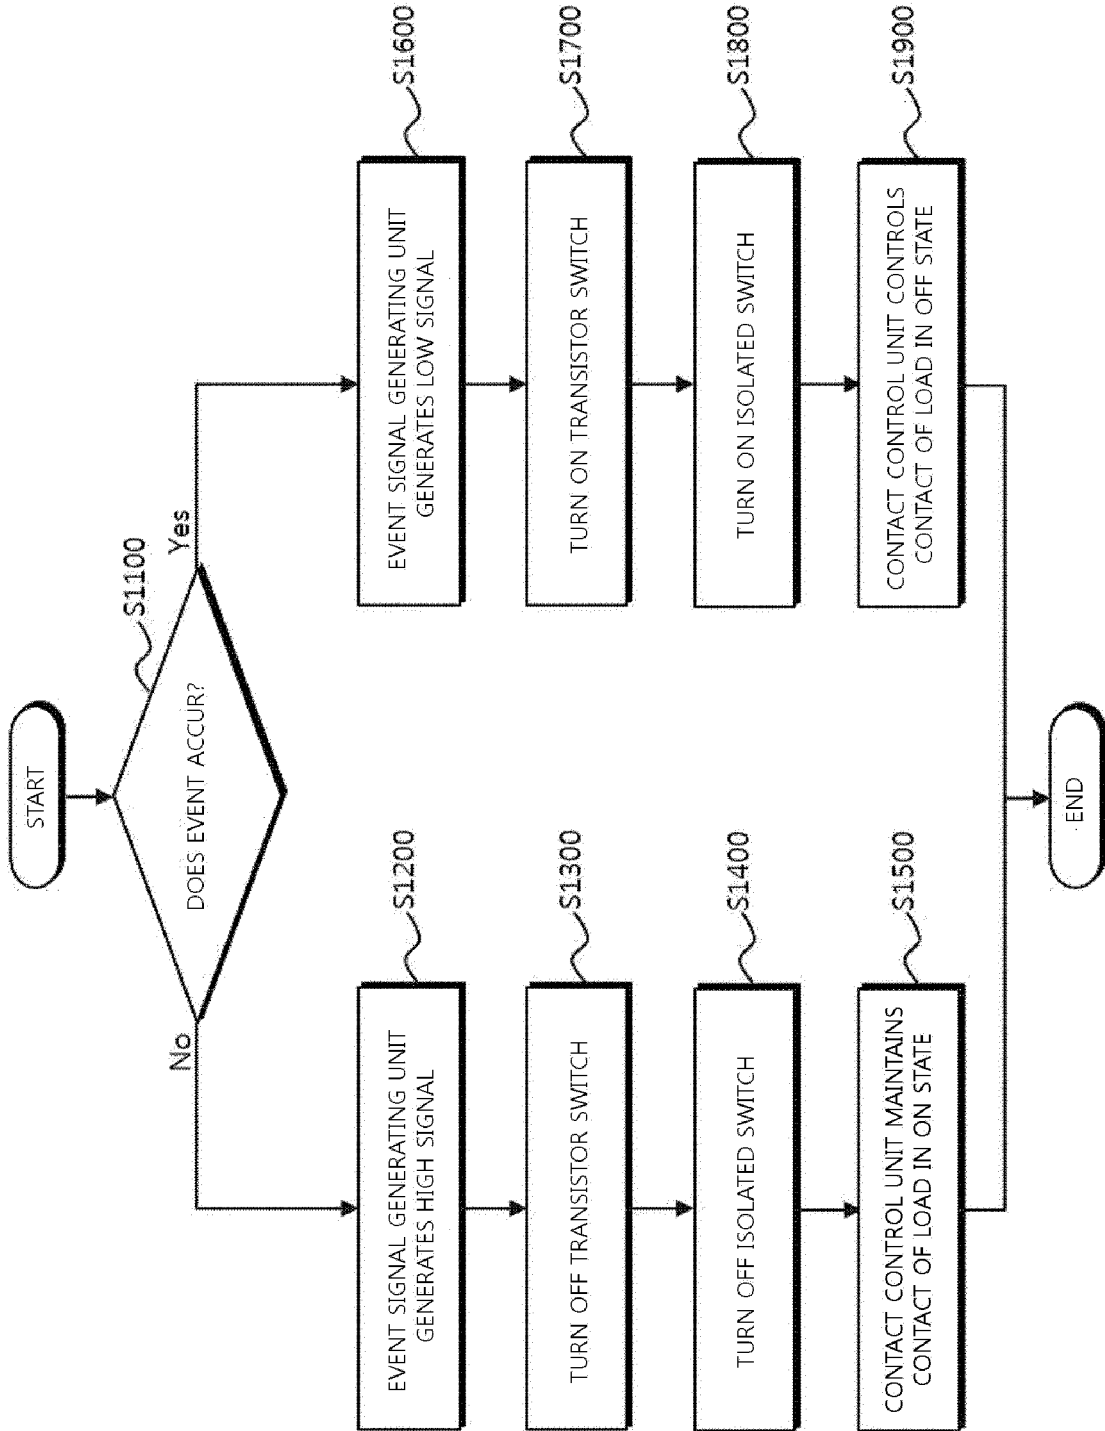 START
DOES EVENT ACCUR?
S1100
No
Yes
EVENT SIGNAL GENERATING UNIT
GENERATES HIGH SIGNAL
S1200
TURN OFF TRANSISTOR SWITCH
S1300
TURN OFF ISOLATED SWITCH
S1400
CONTACT CONTROL UNIT MAINTAINS
CONTACT OF LOAD IN ON STATE
S1500
EVENT SIGNAL GENERATING UNIT
GENERATES LOW SIGNAL
S1600
TURN ON TRANSISTOR SWITCH
S1700
TURN ON ISOLATED SWITCH
S1800
CONTACT CONTROL UNIT CONTROLS
CONTACT OF LOAD IN OFF STATE
S1900
END